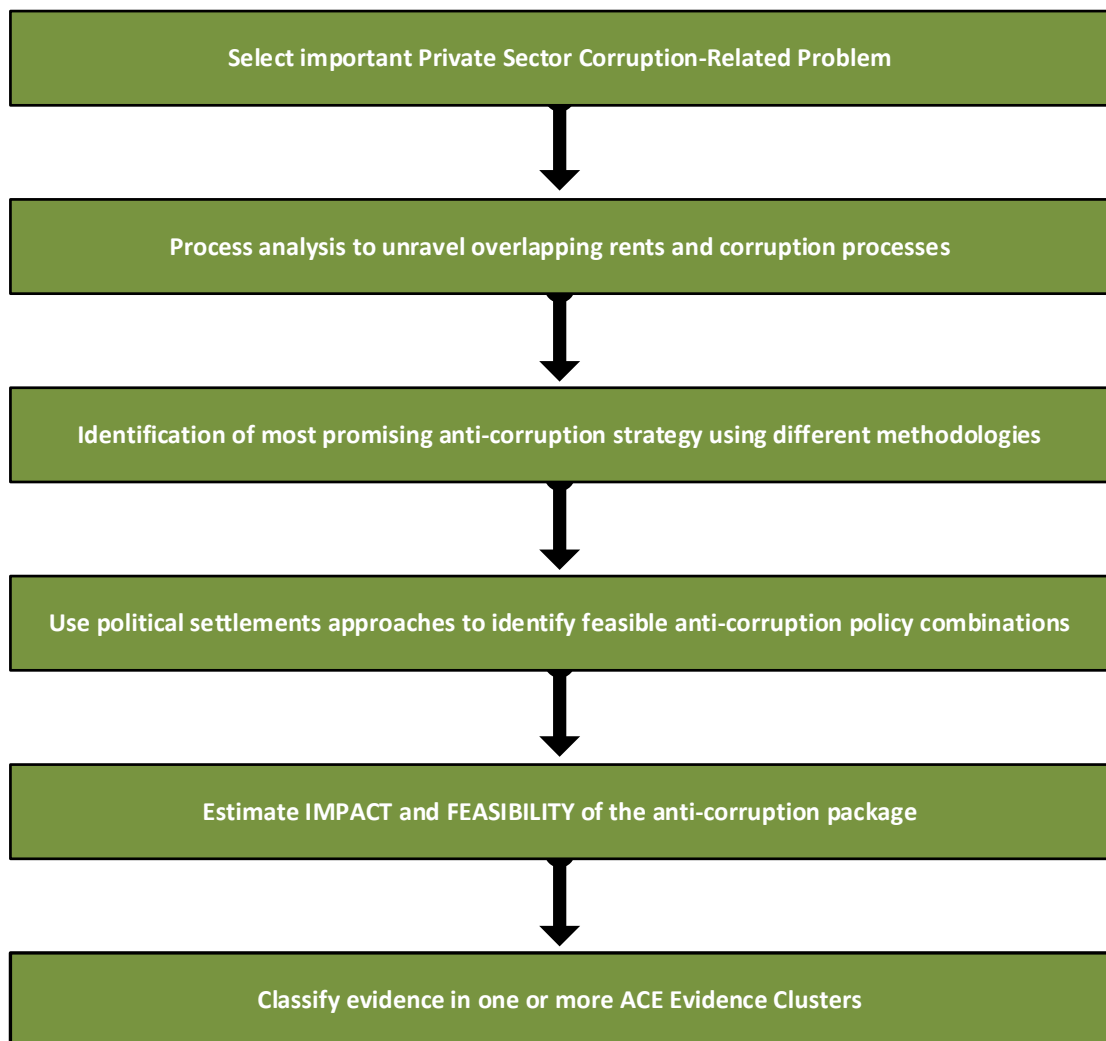 Select important Private Sector Corruption-Related Problem
Process analysis to unravel overlapping rents and corruption processes
Identification of most promising anti-corruption strategy using different methodologies
Use political settlements approaches to identify feasible anti-corruption policy combinations
Estimate IMPACT and FEASIBILITY of the anti-corruption package
Classify evidence in one or more ACE Evidence Clusters